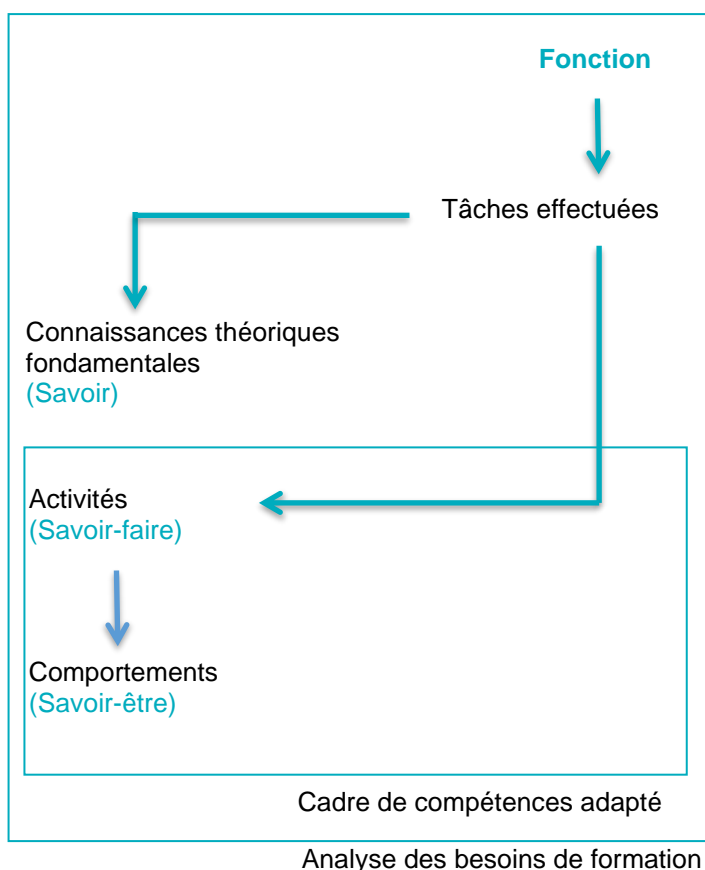 Fonction
Tâches effectuées
Connaissances théoriques
fondamentales
(Savoir)
Activités
(Savoir-faire)
Comportements
(Savoir-être)
Cadre de compétences adapté
Analyse des besoins de formation